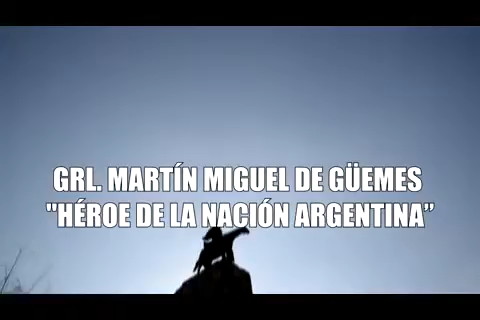 GRL. MARTÍN MIGUEL DE GÜEMES
"HÉROE DE LA NACIÓN ARGENTINA”